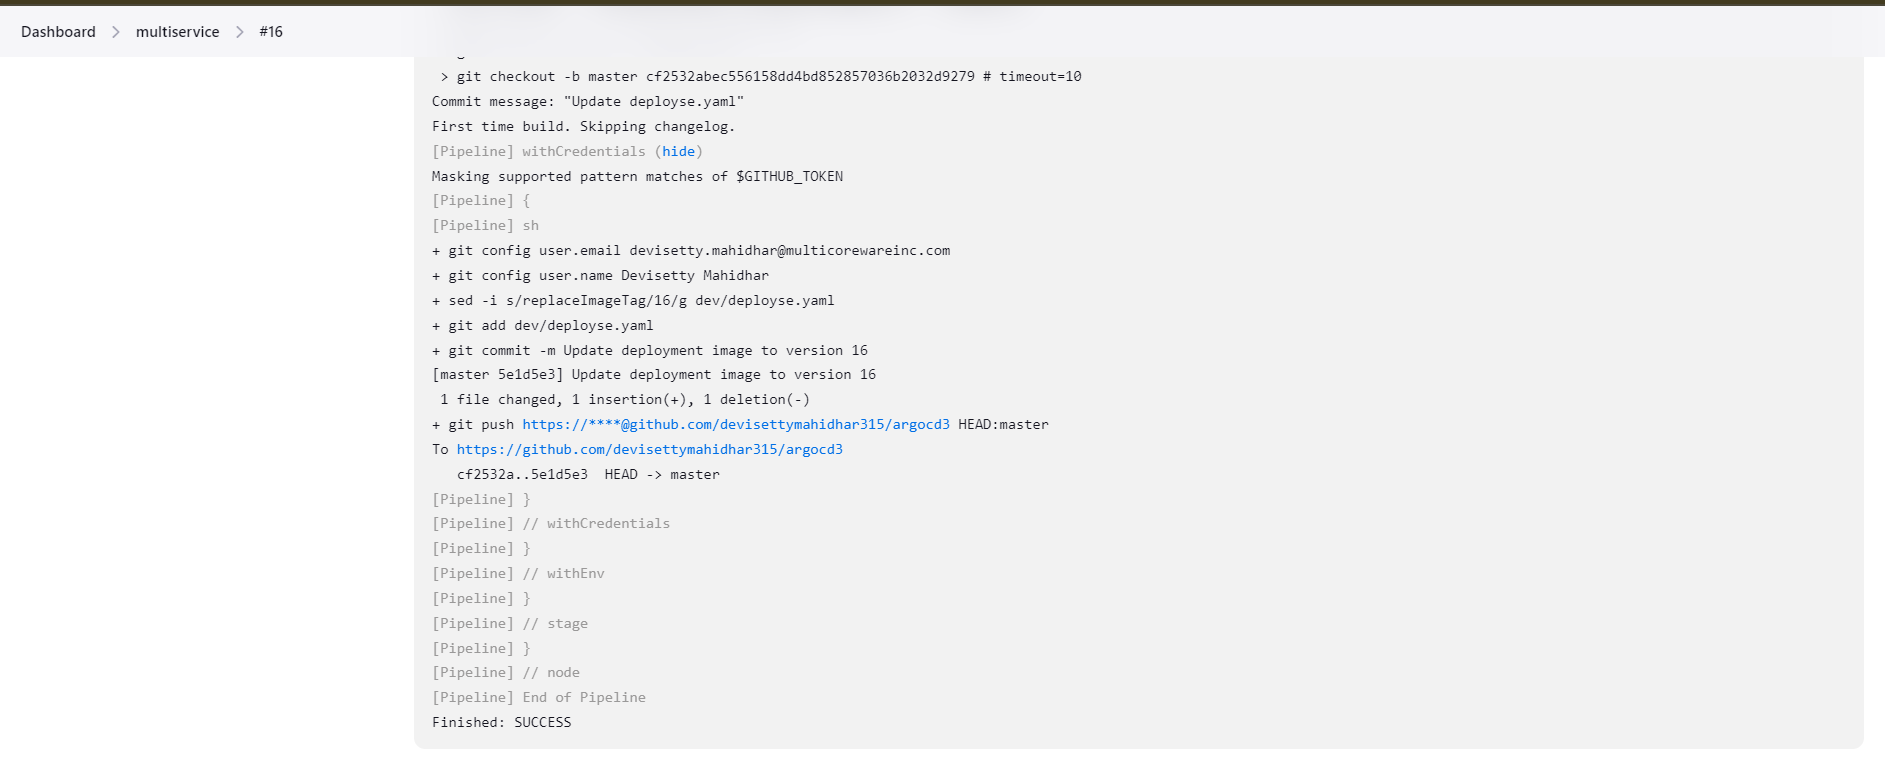 Dashboard > multiservice > #16
> git checkout -b master cf2532abec556158dd4bd852857036b2032d9279 # timeout=10
Commit message: "Update deployse.yaml"
First time build. Skipping changelog.
[Pipeline] withCredentials (hide)
Masking supported pattern matches of $GITHUB_TOKEN
[Pipeline] {
[Pipeline] sh
+ git config user.email devisetty.mahidhar@multicorewareinc.com
+ git config user.name Devisetty Mahidhar
+ sed -i s/replaceImageTag/16/g dev/deployse.yaml
+ git add dev/deployse.yaml
+ git commit -m Update deployment image to version 16
[master 5e1d5e3] Update deployment image to version 16
1 file changed, 1 insertion(+), 1 deletion(-)
+ git push https://****@github.com/devisettymahidhar315/argocd3 HEAD:master
To https://github.com/devisettymahidhar315/argocd3
cf2532a..5e1d5e3  HEAD -> master
[Pipeline] }
[Pipeline] // withCredentials
[Pipeline] }
[Pipeline] // withEnv
[Pipeline] }
[Pipeline] // stage
[Pipeline] }
[Pipeline] // node
[Pipeline] End of Pipeline
Finished: SUCCESS